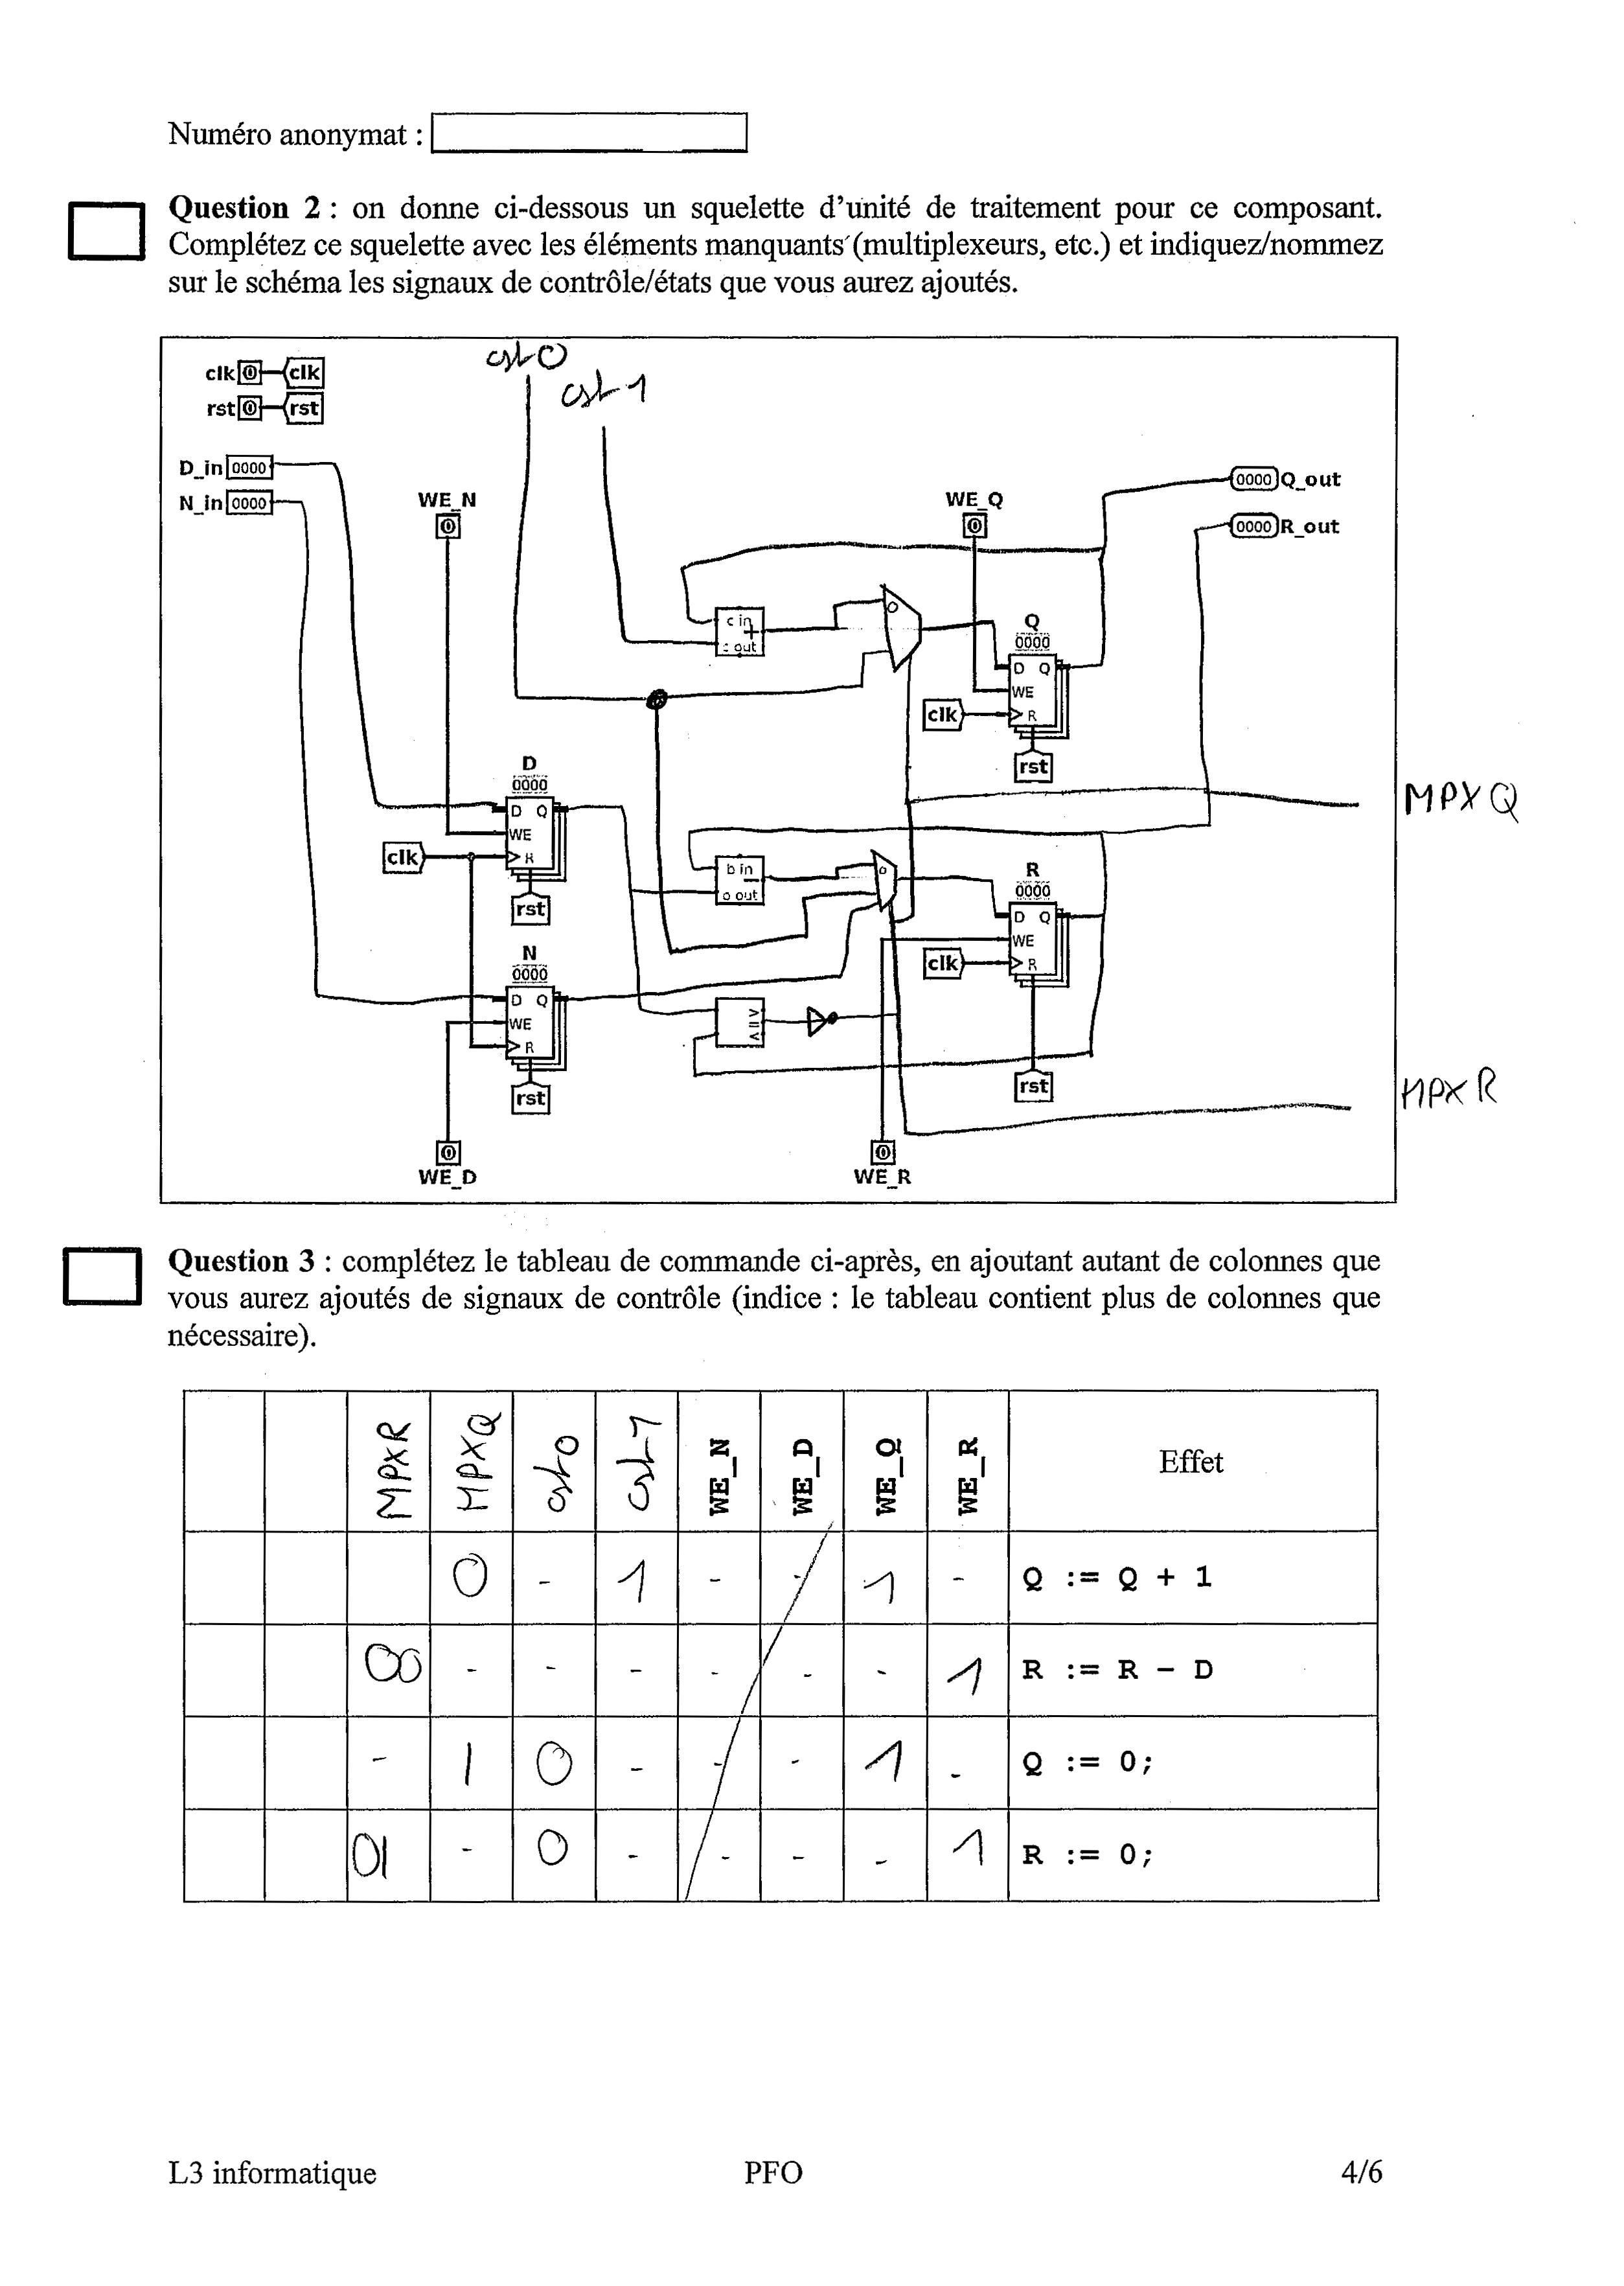 Numéro anonymat :
Question 2 : on donne ci-dessous un squelette d'unité de traitement pour ce composant.
Complétez ce squelette avec les éléments manquants (multiplexeurs, etc.) et indiquez/nommez
sur le schéma les signaux de contrôle/états que vous aurez ajoutés.
cst 0
clk 0 clk
cst 1
rst 0 rst
D_in 0000
Q_out 0000
N_in 0000
WE_N
WE_Q
0000 R_out
0
0
0
c in
+
c out
Q
0000
D Q
WE
clk
R
rst
D
0000
MPX Q
D Q
WE
clk
R
rst
b in
-
b out
0
R
0000
D Q
WE
clk
R
rst
N
0000
D Q
WE
R
rst
< = >
MPX R
0
WE_D
0
WE_R
Question 3 : complétez le tableau de commande ci-après, en ajoutant autant de colonnes que
vous aurez ajoutés de signaux de contrôle (indice : le tableau contient plus de colonnes que
nécessaire).
MPXR MPXQ cst0 cst1 WE_N WE_D WE_Q WE_R Effet
0 - 1 - - 1 - Q := Q + 1
00 - - - - - - 1 R := R - D
- 1 0 - - - 1 - Q := 0;
01 - 0 - - - - 1 R := 0;
L3 informatique PFO 4/6